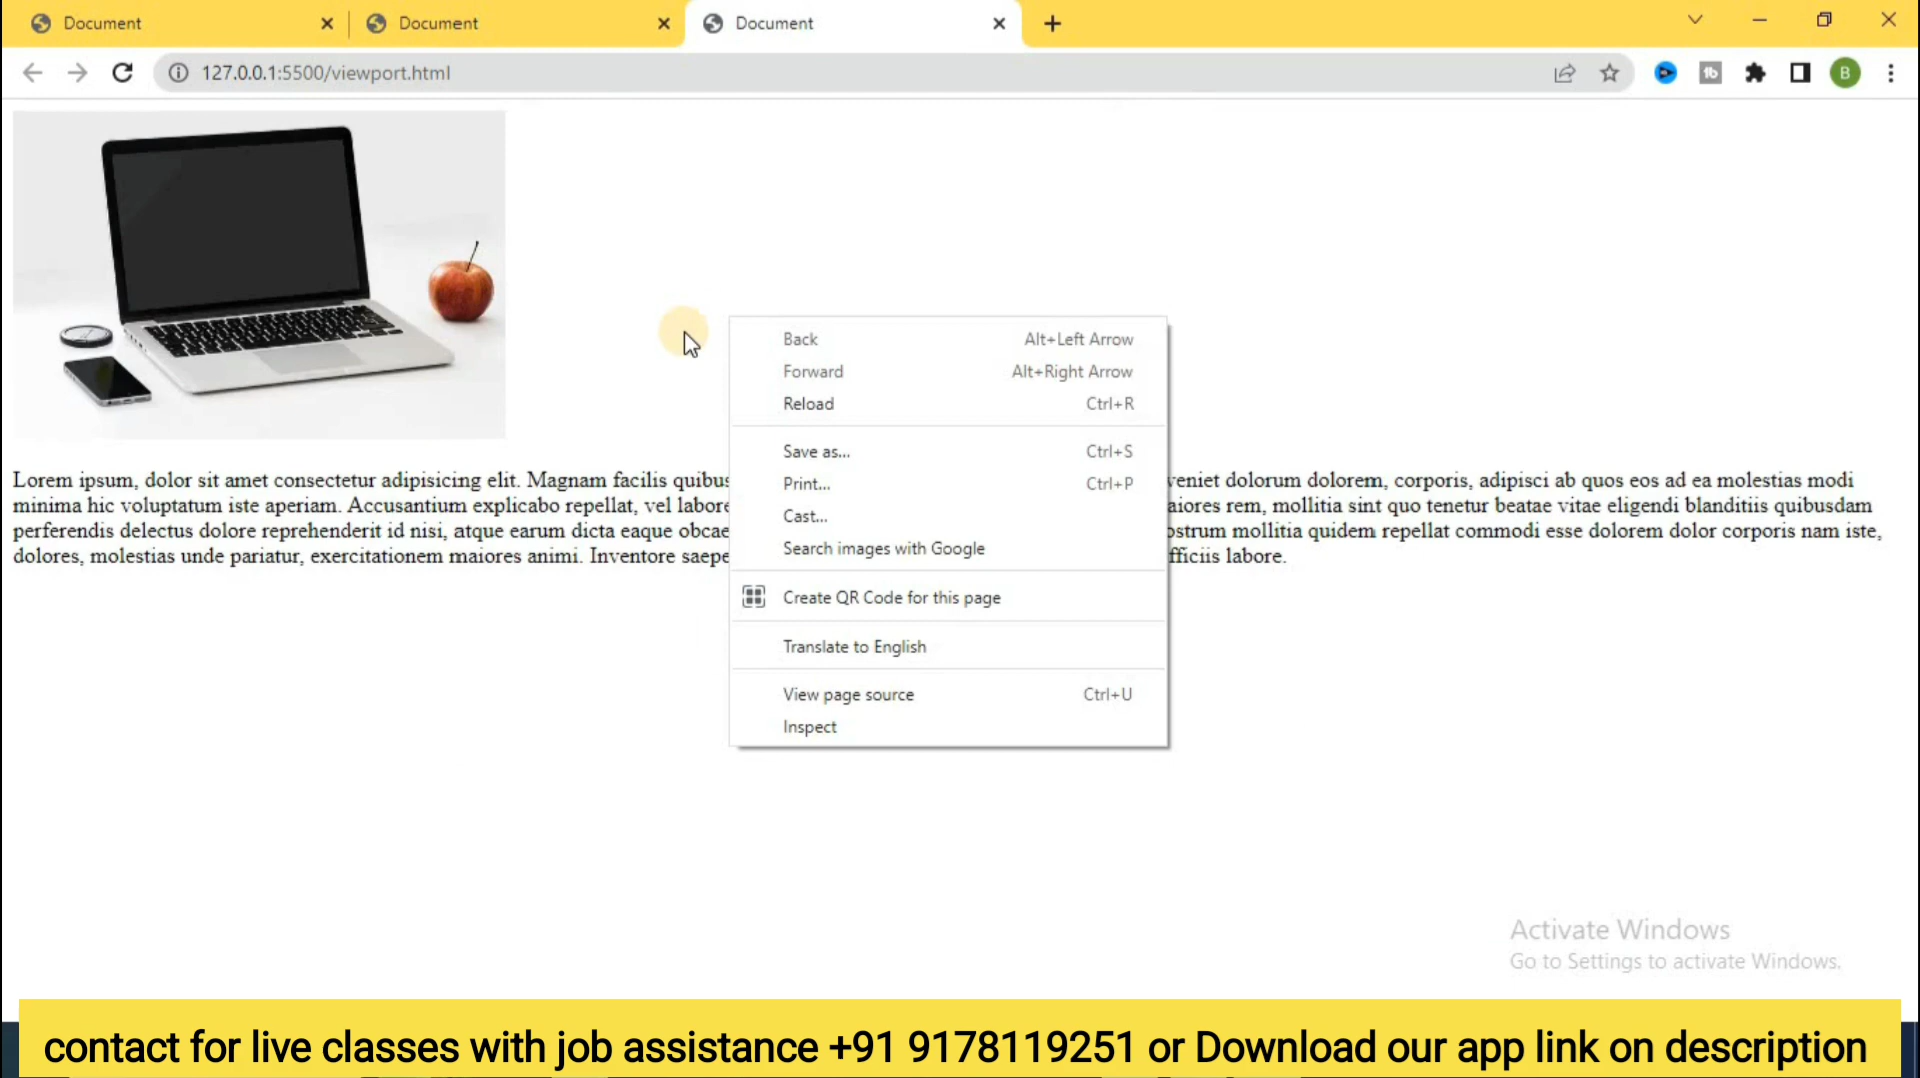 Document
Document
Document
127.0.0.1:5500/viewport.html
B
Back Alt+Left Arrow
Forward Alt+Right Arrow
Reload Ctrl+R
Save as... Ctrl+S
Print... Ctrl+P
Cast...
Search images with Google
Create QR Code for this page
Translate to English
View page source Ctrl+U
Inspect
Lorem ipsum, dolor sit amet consectetur adipisicing elit. Magnam facilis quibus veniet dolorum dolorem, corporis, adipisci ab quos eos ad ea molestias modi
minima hic voluptatum iste aperiam. Accusantium explicabo repellat, vel labore aiores rem, mollitia sint quo tenetur beatae vitae eligendi blanditiis quibusdam
perferendis delectus dolore reprehenderit id nisi, atque earum dicta eaque obcae ostrum mollitia quidem repellat commodi esse dolorem dolor corporis nam iste,
dolores, molestias unde pariatur, exercitationem maiores animi. Inventore saepe fficiis labore.
Activate Windows
Go to Settings to activate Windows.
contact for live classes with job assistance +91 9178119251 or Download our app link on description